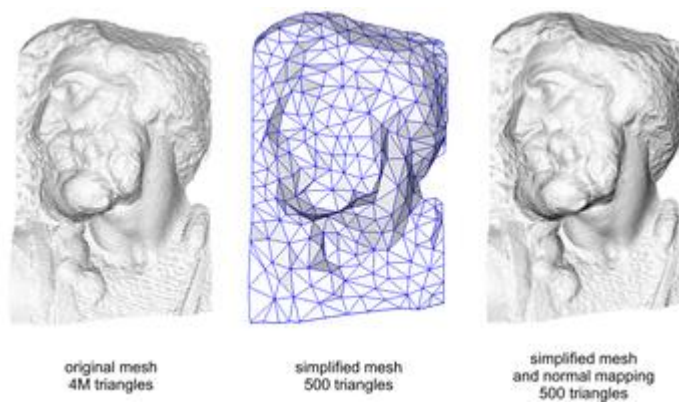 original mesh
4M triangles
simplified mesh
500 triangles
simplified mesh
and normal mapping
500 triangles